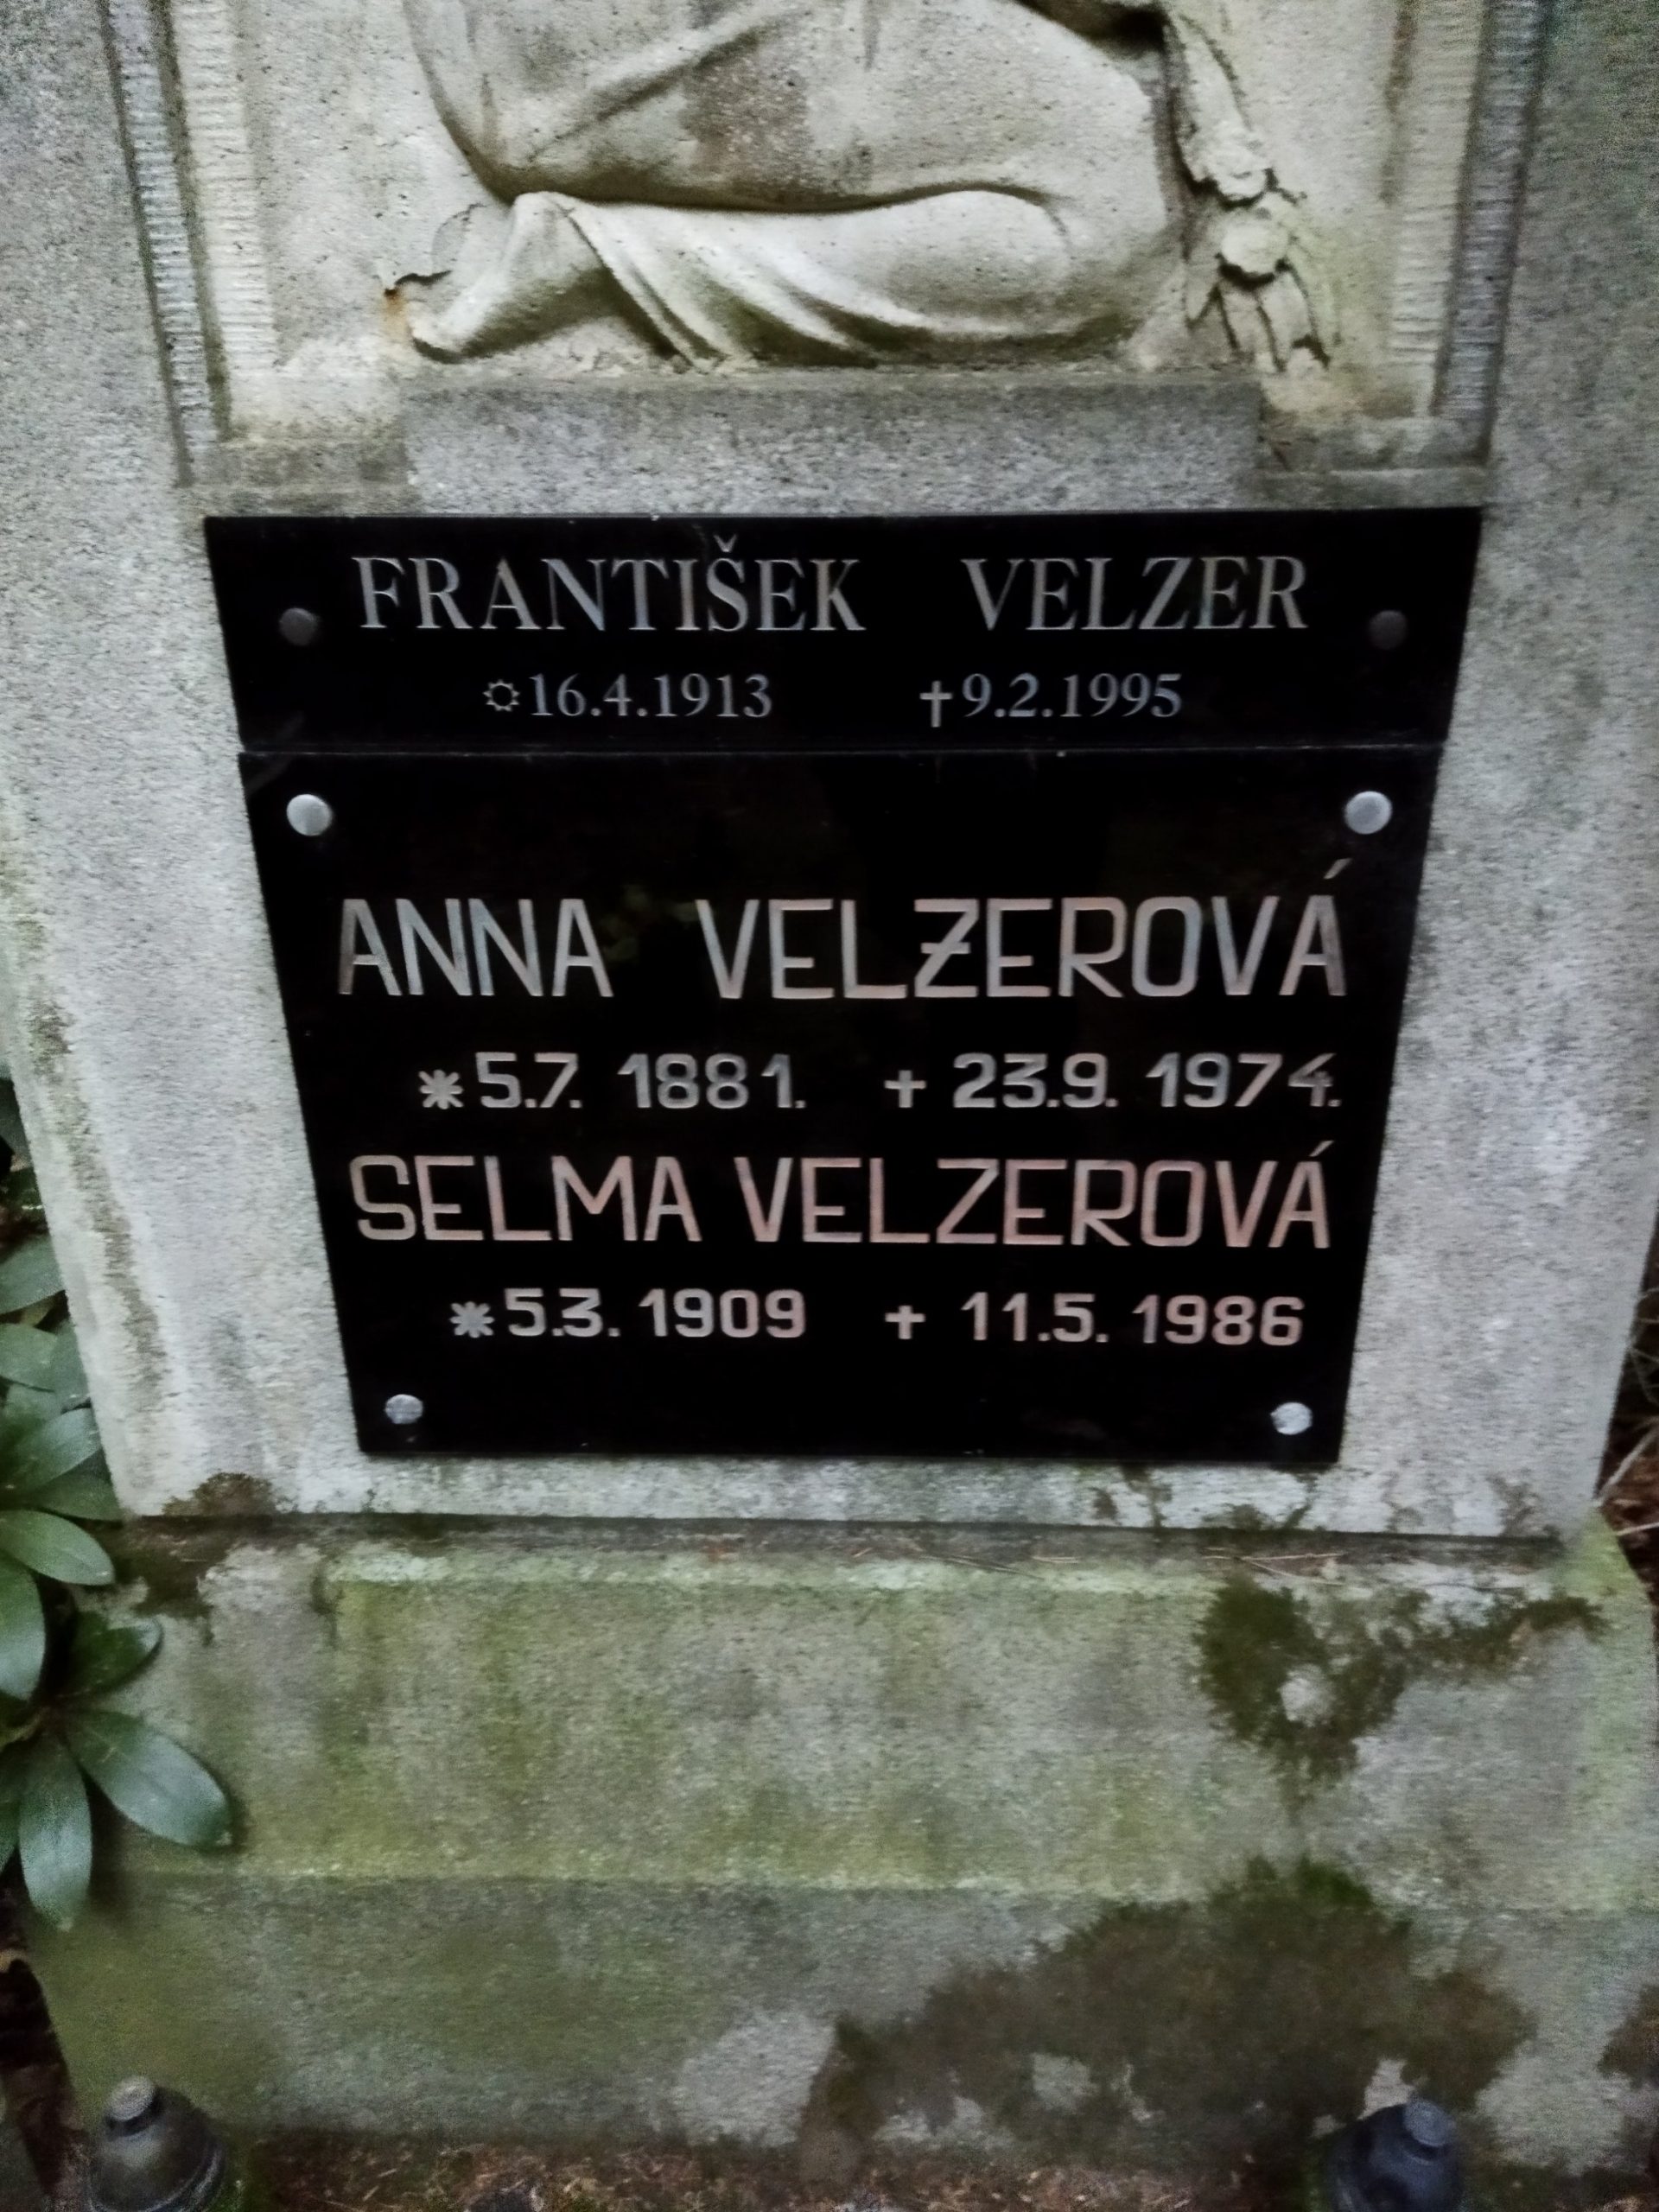 FRANTIŠEK VELZER
☼16.4.1913 †9.2.1995
ANNA VELZEROVÁ
*5.7. 1881. + 23.9. 1974.
SELMA VELZEROVÁ
*5.3. 1909 + 11.5. 1986